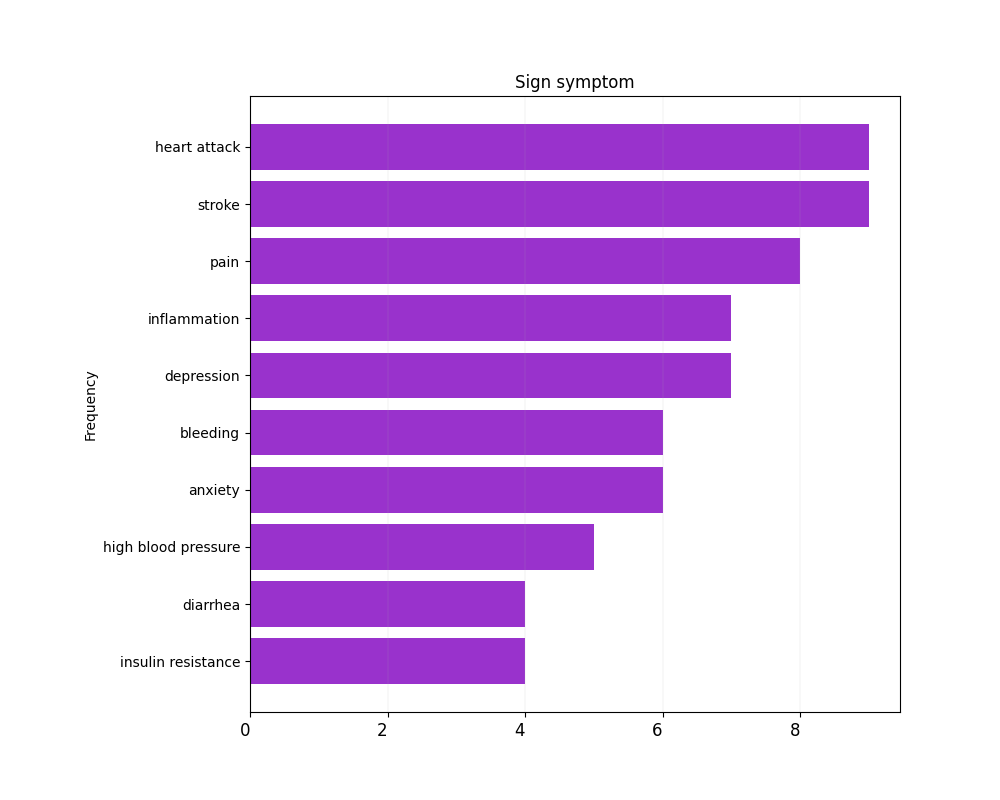 Sign symptom
heart attack
stroke
pain
inflammation
depression
bleeding
anxiety
high blood pressure
diarrhea
insulin resistance
Frequency
0 2 4 6 8